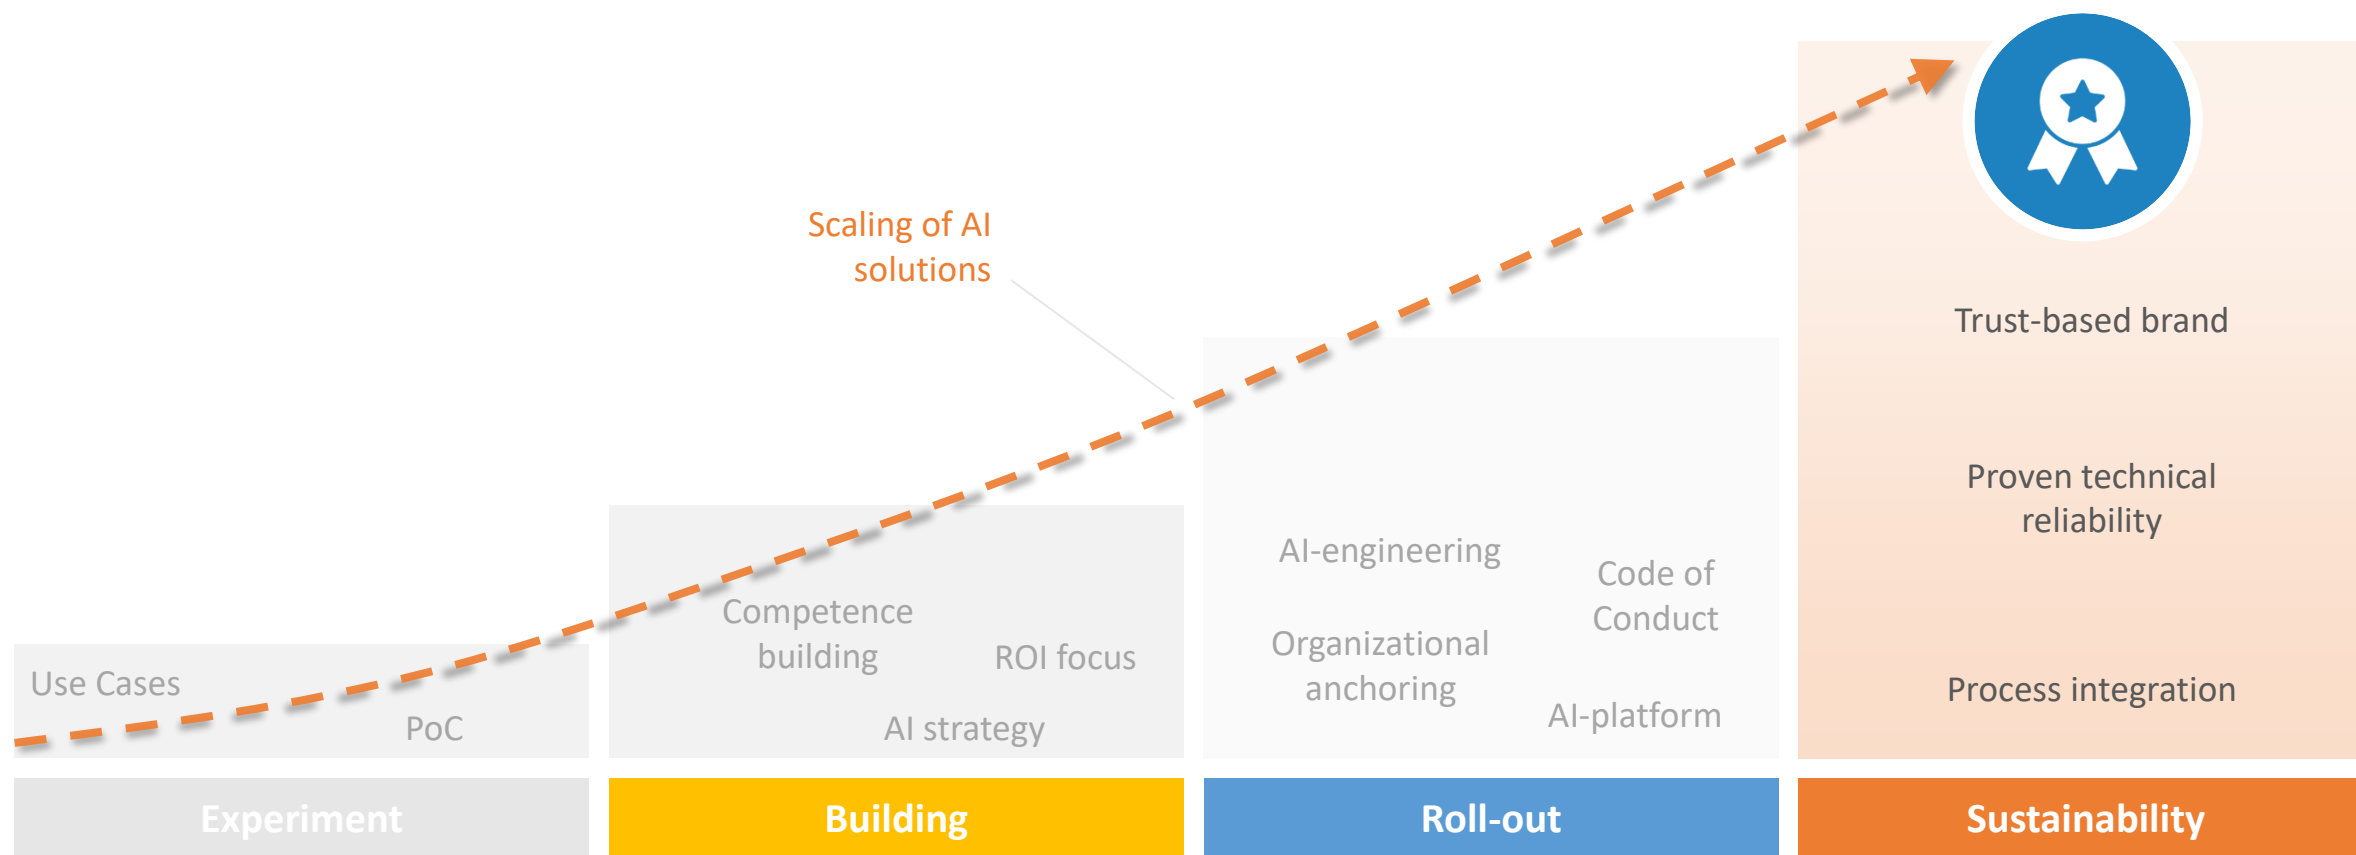 Scaling of AI
solutions
Use Cases
PoC
Competence
building
ROI focus
AI strategy
AI-engineering
Code of
Conduct
Organizational
anchoring
AI-platform
Trust-based brand
Proven technical
reliability
Process integration
Experiment
Building
Roll-out
Sustainability